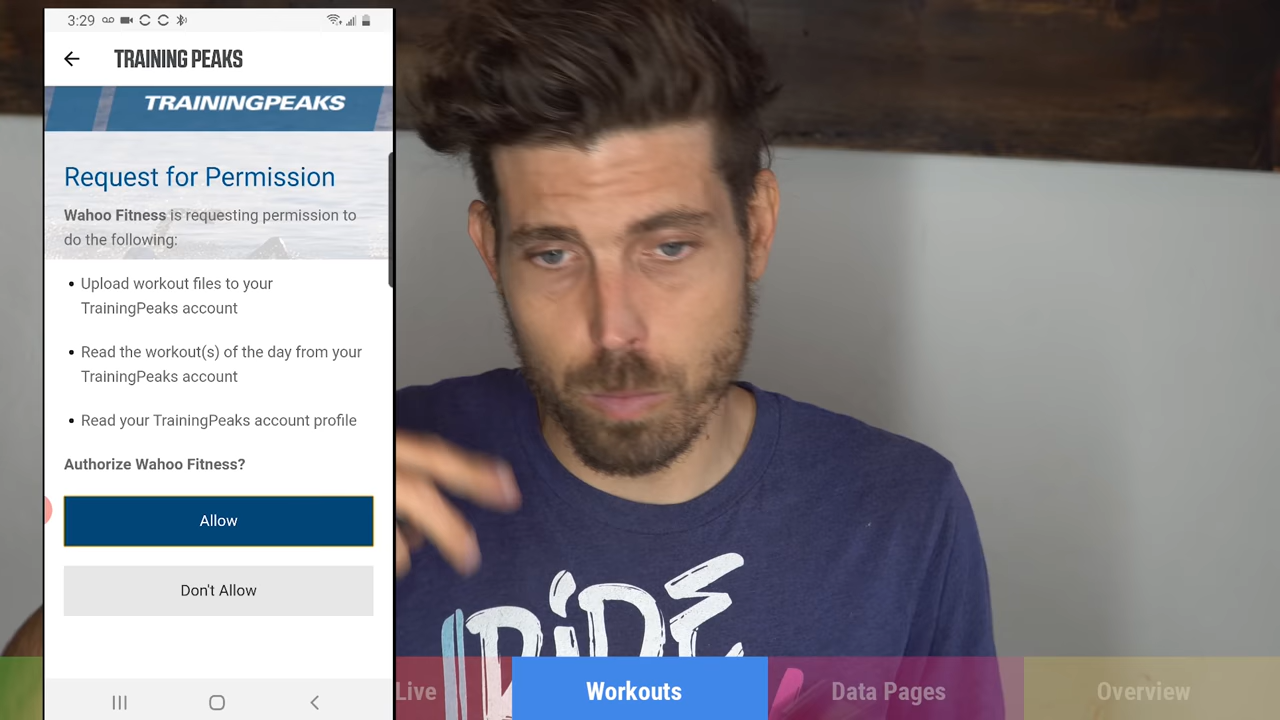 3:29
TRAINING PEAKS
TRAININGPEAKS
Request for Permission
Wahoo Fitness is requesting permission to
do the following:
• Upload workout files to your
TrainingPeaks account
• Read the workout(s) of the day from your
TrainingPeaks account
• Read your TrainingPeaks account profile
Authorize Wahoo Fitness?
Allow
Don't Allow
RiDE
Live
Workouts
Data Pages
Overview